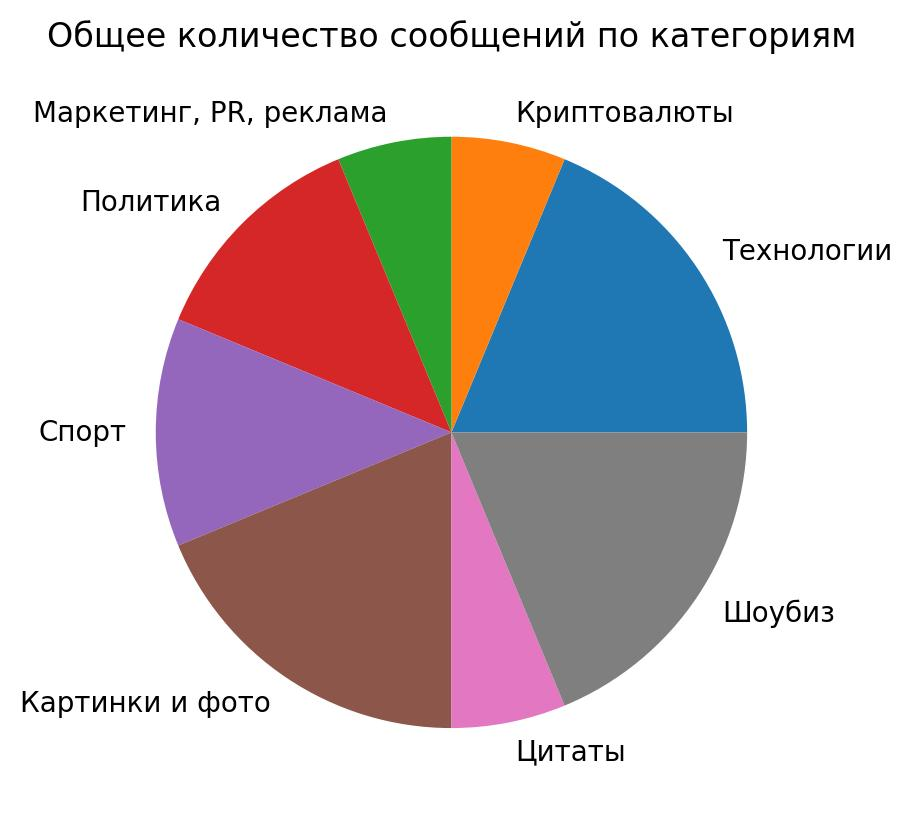 Общее количество сообщений по категориям
Маркетинг, PR, реклама
Криптовалюты
Политика
Технологии
Спорт
Шоубиз
Картинки и фото
Цитаты